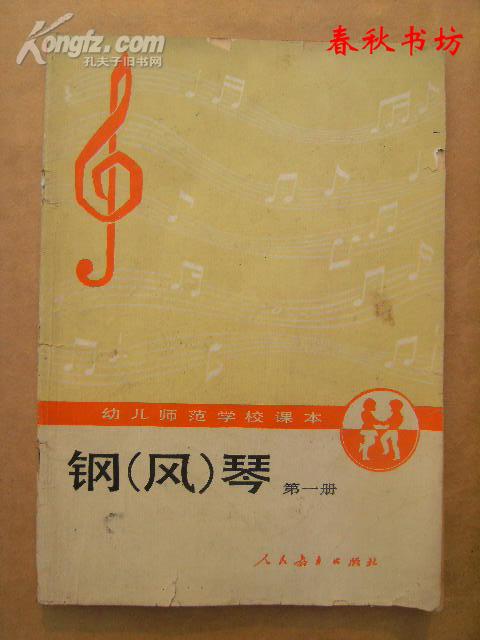 Kongfz.com
孔夫子旧书网
春秋书坊
幼儿师范学校课本
钢(风)琴 第一册
人民教育出版社